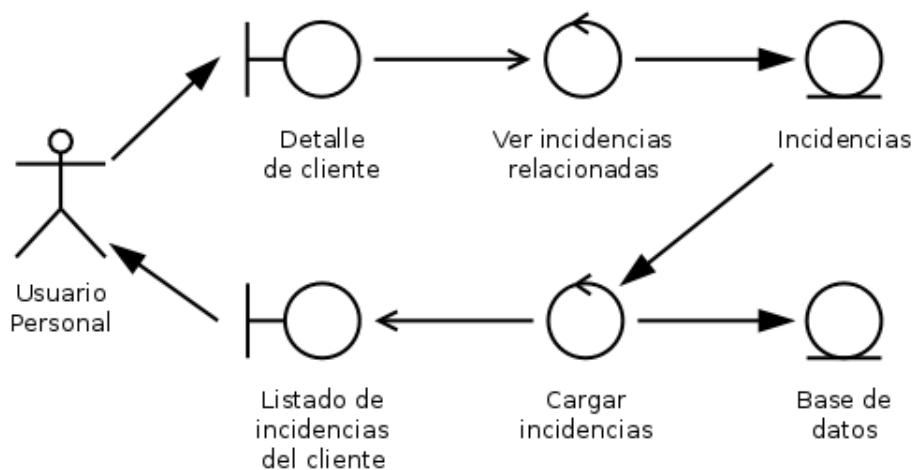 Detalle
de cliente
Ver incidencias
relacionadas
Incidencias
Usuario
Personal
Listado de
incidencias
del cliente
Cargar
incidencias
Base de
datos